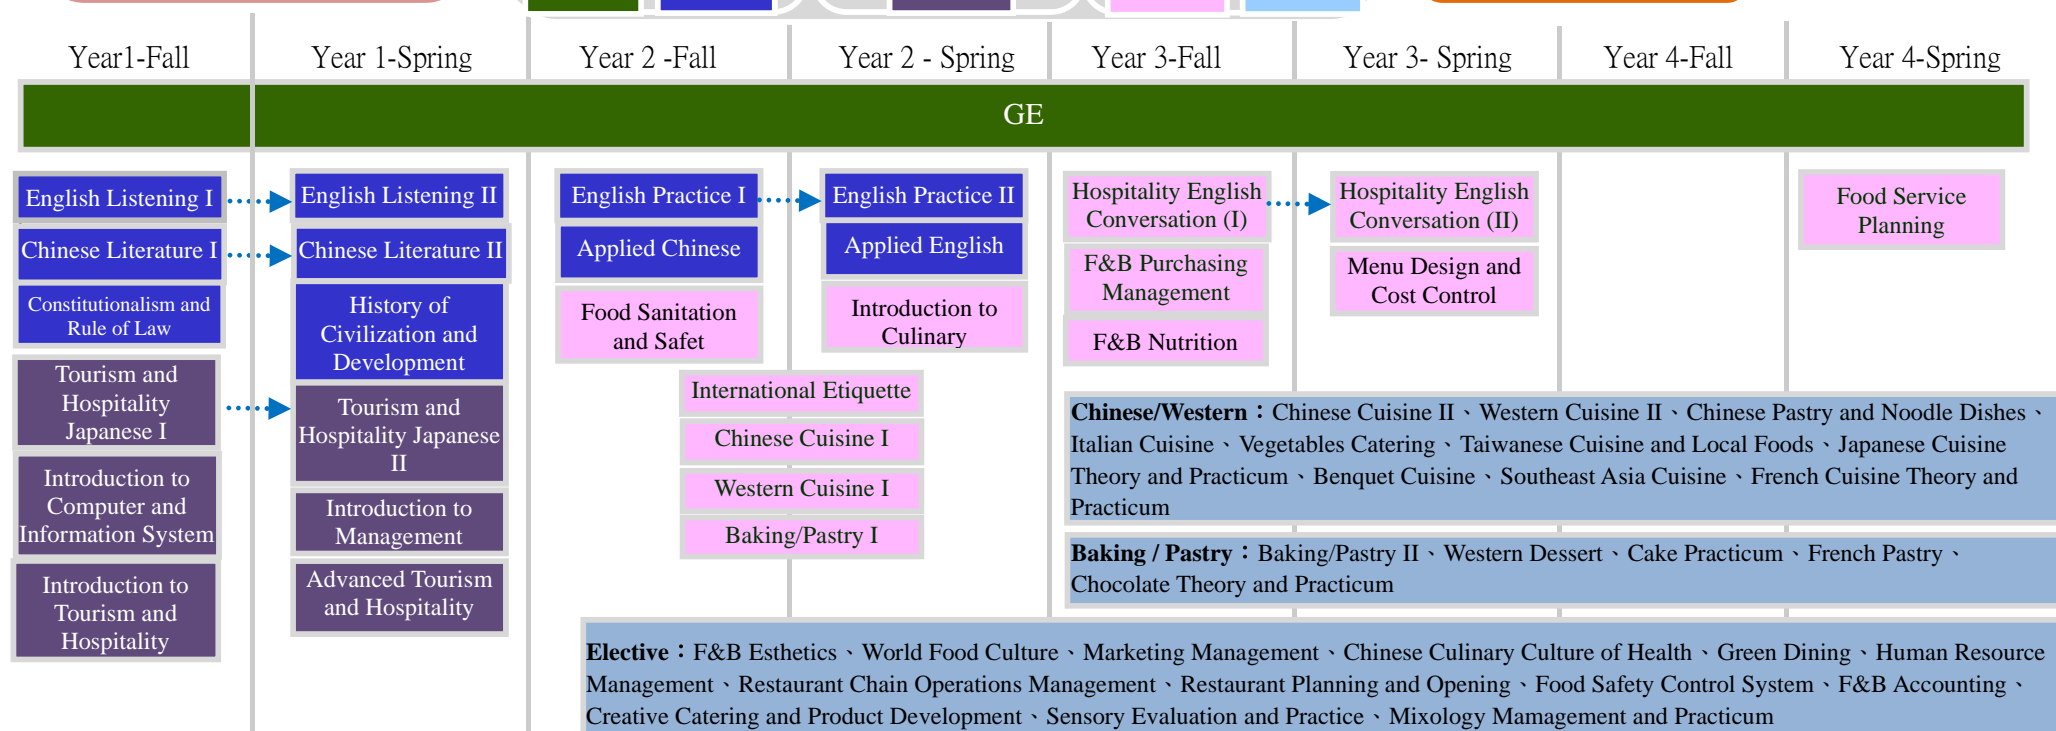 Year1-Fall
Year 1-Spring
Year 2 -Fall
Year 2 - Spring
Year 3-Fall
Year 3- Spring
Year 4-Fall
Year 4-Spring
GE
English Listening I
Chinese Literature I
Constitutionalism and
Rule of Law
Tourism and
Hospitality
Japanese I
Introduction to
Computer and
Information System
Introduction to
Tourism and
Hospitality
English Listening II
Chinese Literature II
History of
Civilization and
Development
Tourism and
Hospitality Japanese
II
Introduction to
Management
Advanced Tourism
and Hospitality
English Practice I
Applied Chinese
Food Sanitation
and Safet
English Practice II
Applied English
Introduction to
Culinary
International Etiquette
Chinese Cuisine I
Western Cuisine I
Baking/Pastry I
Hospitality English
Conversation (I)
F&B Purchasing
Management
F&B Nutrition
Hospitality English
Conversation (II)
Menu Design and
Cost Control
Food Service
Planning
Chinese/Western：Chinese Cuisine II、Western Cuisine II、Chinese Pastry and Noodle Dishes、
Italian Cuisine、Vegetables Catering、Taiwanese Cuisine and Local Foods、Japanese Cuisine
Theory and Practicum、Benquet Cuisine、Southeast Asia Cuisine、French Cuisine Theory and
Practicum
Baking / Pastry：Baking/Pastry II、Western Dessert、Cake Practicum、French Pastry、
Chocolate Theory and Practicum
Elective：F&B Esthetics、World Food Culture、Marketing Management、Chinese Culinary Culture of Health、Green Dining、Human Resource
Management、Restaurant Chain Operations Management、Restaurant Planning and Opening、Food Safety Control System、F&B Accounting、
Creative Catering and Product Development、Sensory Evaluation and Practice、Mixology Mamagement and Practicum